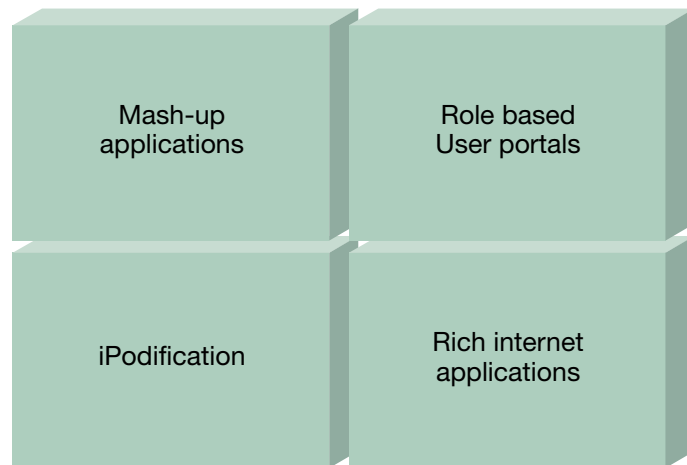 Mash-up
applications
Role based
User portals
iPodification
Rich internet
applications